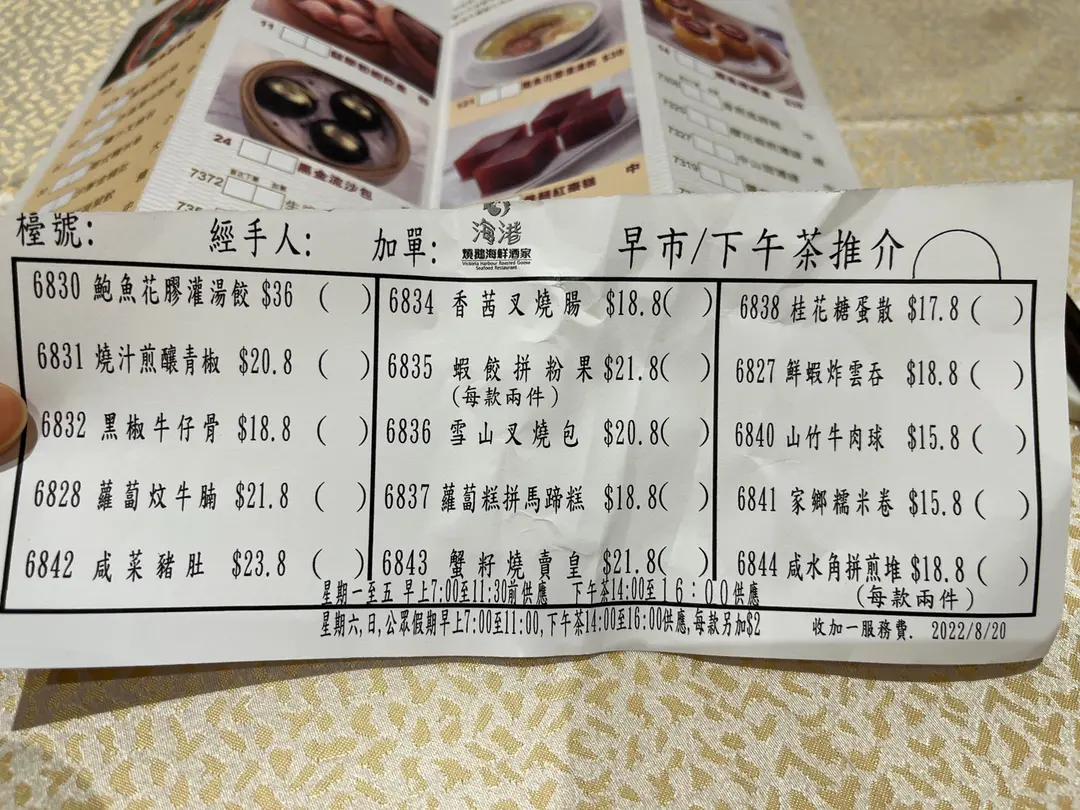 11
24
黑金流沙包
7372
121
中
7327
7319
檯號:
經手人:
加單:
海港
燒鵝海鮮酒家
Victoria Harbour Roasted Goose
Seafood Restaurant
早市/下午茶推介
6830 鮑魚花膠灌湯餃 $36 ( )
6831 燒汁煎釀青椒 $20.8 ( )
6832 黑椒牛仔骨 $18.8 ( )
6828 蘿蔔炆牛腩 $21.8 ( )
6842 咸菜豬肚 $23.8 ( )
6834 香茜叉燒腸 $18.8( )
6835 蝦餃拼粉果 $21.8( )
(每款兩件)
6836 雪山叉燒包 $20.8( )
6837 蘿蔔糕拼馬蹄糕 $18.8( )
6843 蟹籽燒賣皇 $21.8( )
6838 桂花糖蛋散 $17.8 ( )
6827 鮮蝦炸雲吞 $18.8 ( )
6840 山竹牛肉球 $15.8 ( )
6841 家鄉糯米卷 $15.8 ( )
6844 咸水角拼煎堆 $18.8 ( )
(每款兩件)
星期一至五 早上7:00至11:30前供應 下午茶14:00至16:00供應
星期六,日,公眾假期早上7:00至11:00,下午茶14:00至16:00供應,每款另加$2
收加一服務費. 2022/8/20